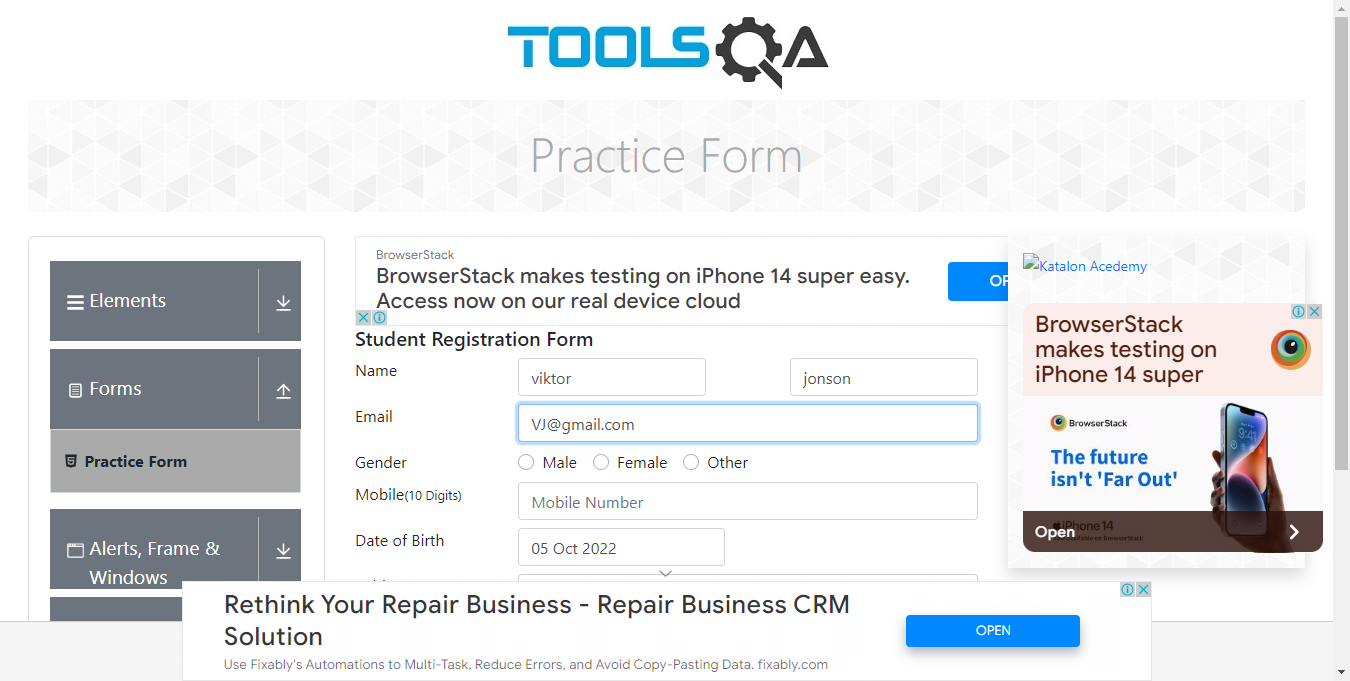 TOOLSQA
Practice Form
Elements
Forms
Practice Form
Alerts, Frame &
Windows
BrowserStack
BrowserStack makes testing on iPhone 14 super easy.
Access now on our real device cloud
OP
Student Registration Form
Name
viktor
jonson
Email
VJ@gmail.com
Gender
Male
Female
Other
Mobile(10 Digits)
Mobile Number
Date of Birth
05 Oct 2022
Katalon Acedemy
BrowserStack
makes testing on
iPhone 14 super
BrowserStack
The future
isn't 'Far Out'
9:41
iPhone 14
Open
Rethink Your Repair Business - Repair Business CRM
Solution
Use Fixably's Automations to Multi-Task, Reduce Errors, and Avoid Copy-Pasting Data. fixably.com
OPEN